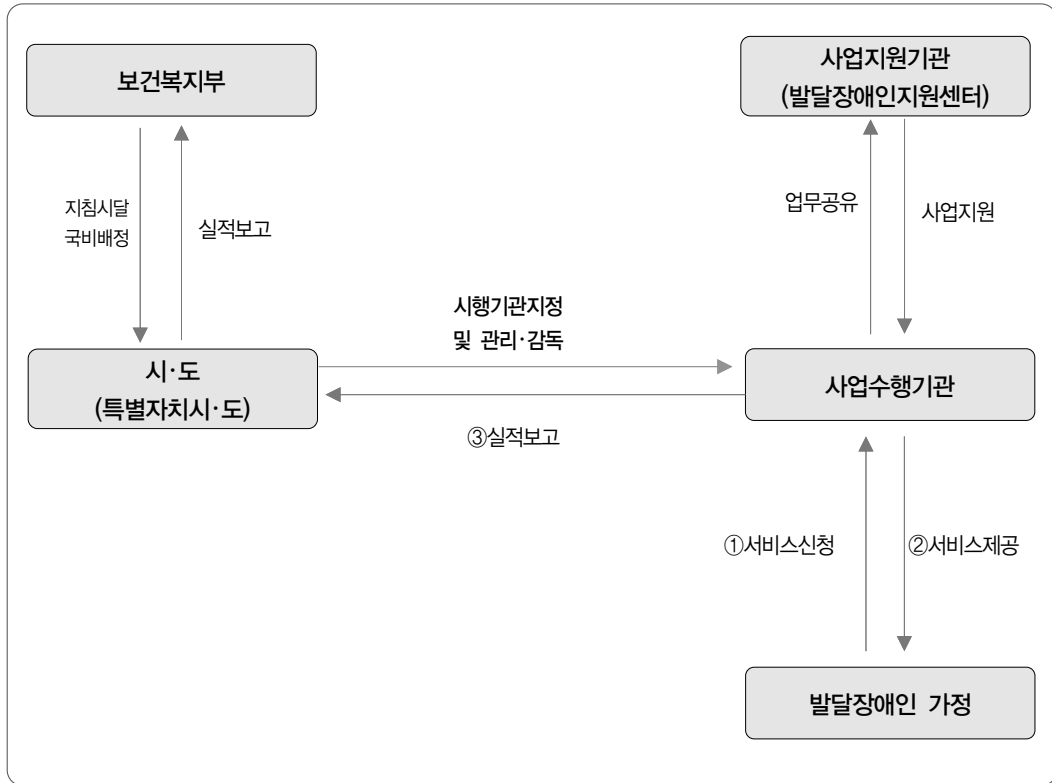 보건복지부
사업지원기관
(발달장애인지원센터)
지침시달
국비배정
실적보고
업무공유
사업지원
시행기관지정
및 관리·감독
시·도
(특별자치시·도)
사업수행기관
③실적보고
①서비스신청
②서비스제공
발달장애인 가정